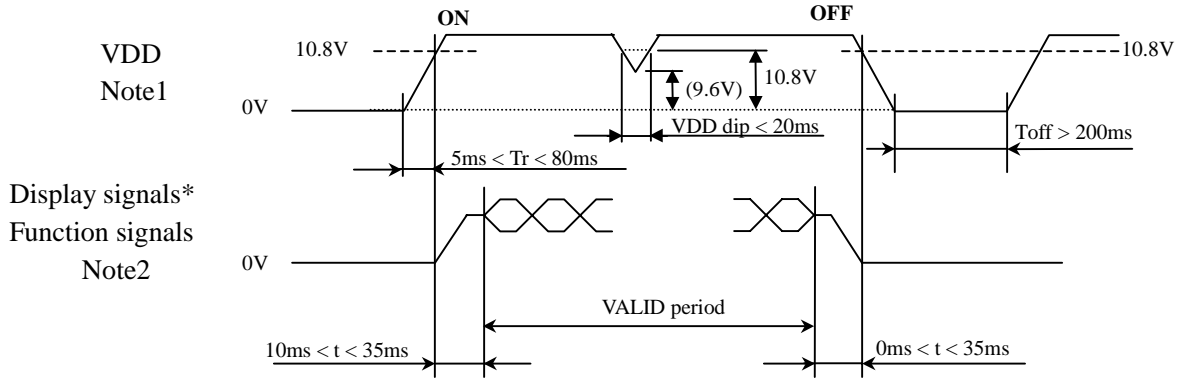 ON
OFF
VDD
Note1
10.8V
10.8V
10.8V
(9.6V)
0V
VDD dip < 20ms
Toff > 200ms
5ms < Tr < 80ms
Display signals*
Function signals
Note2
0V
VALID period
10ms < t < 35ms
0ms < t < 35ms